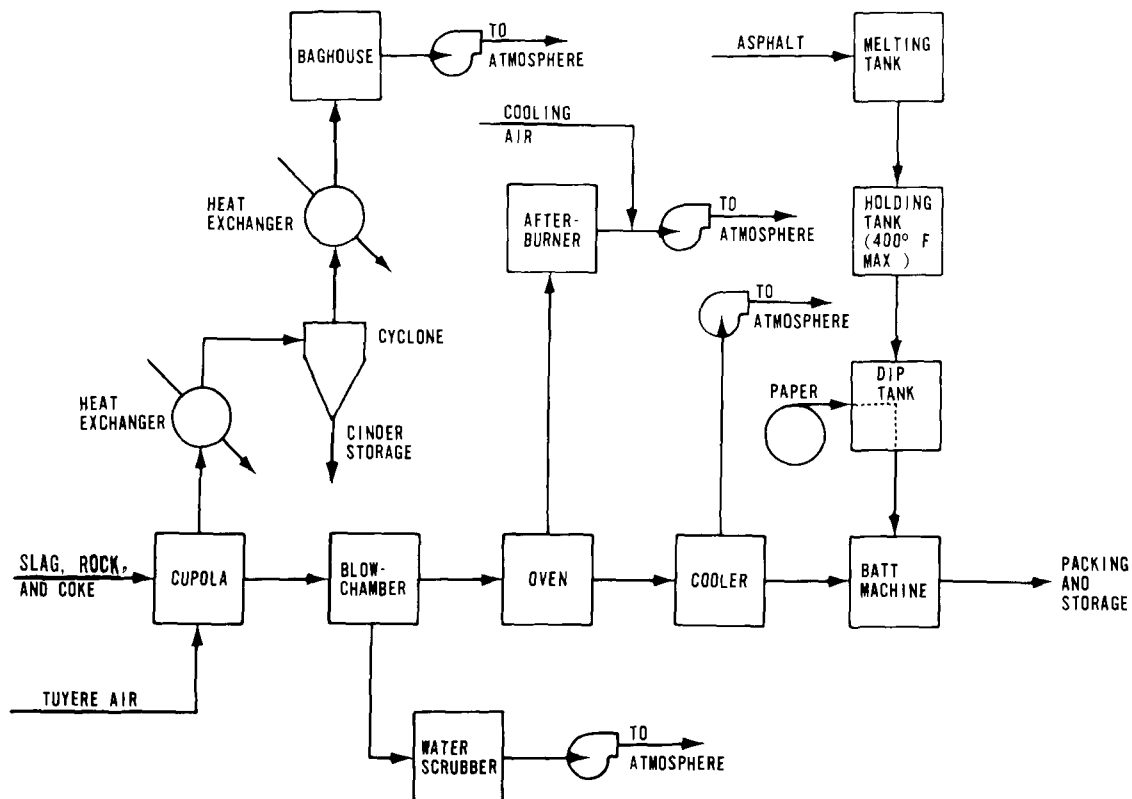 BAGHOUSE
TO
ATMOSPHERE
ASPHALT
MELTING
TANK
COOLING
AIR
HEAT
EXCHANGER
AFTER-
BURNER
TO
ATMOSPHERE
HOLDING
TANK
(400° F
MAX )
CYCLONE
TO
ATMOSPHERE
HEAT
EXCHANGER
CINDER
STORAGE
PAPER
DIP
TANK
SLAG, ROCK,
AND COKE
CUPOLA
BLOW-
CHAMBER
OVEN
COOLER
BATT
MACHINE
PACKING
AND
STORAGE
TUYERE AIR
WATER
SCRUBBER
TO
ATMOSPHERE